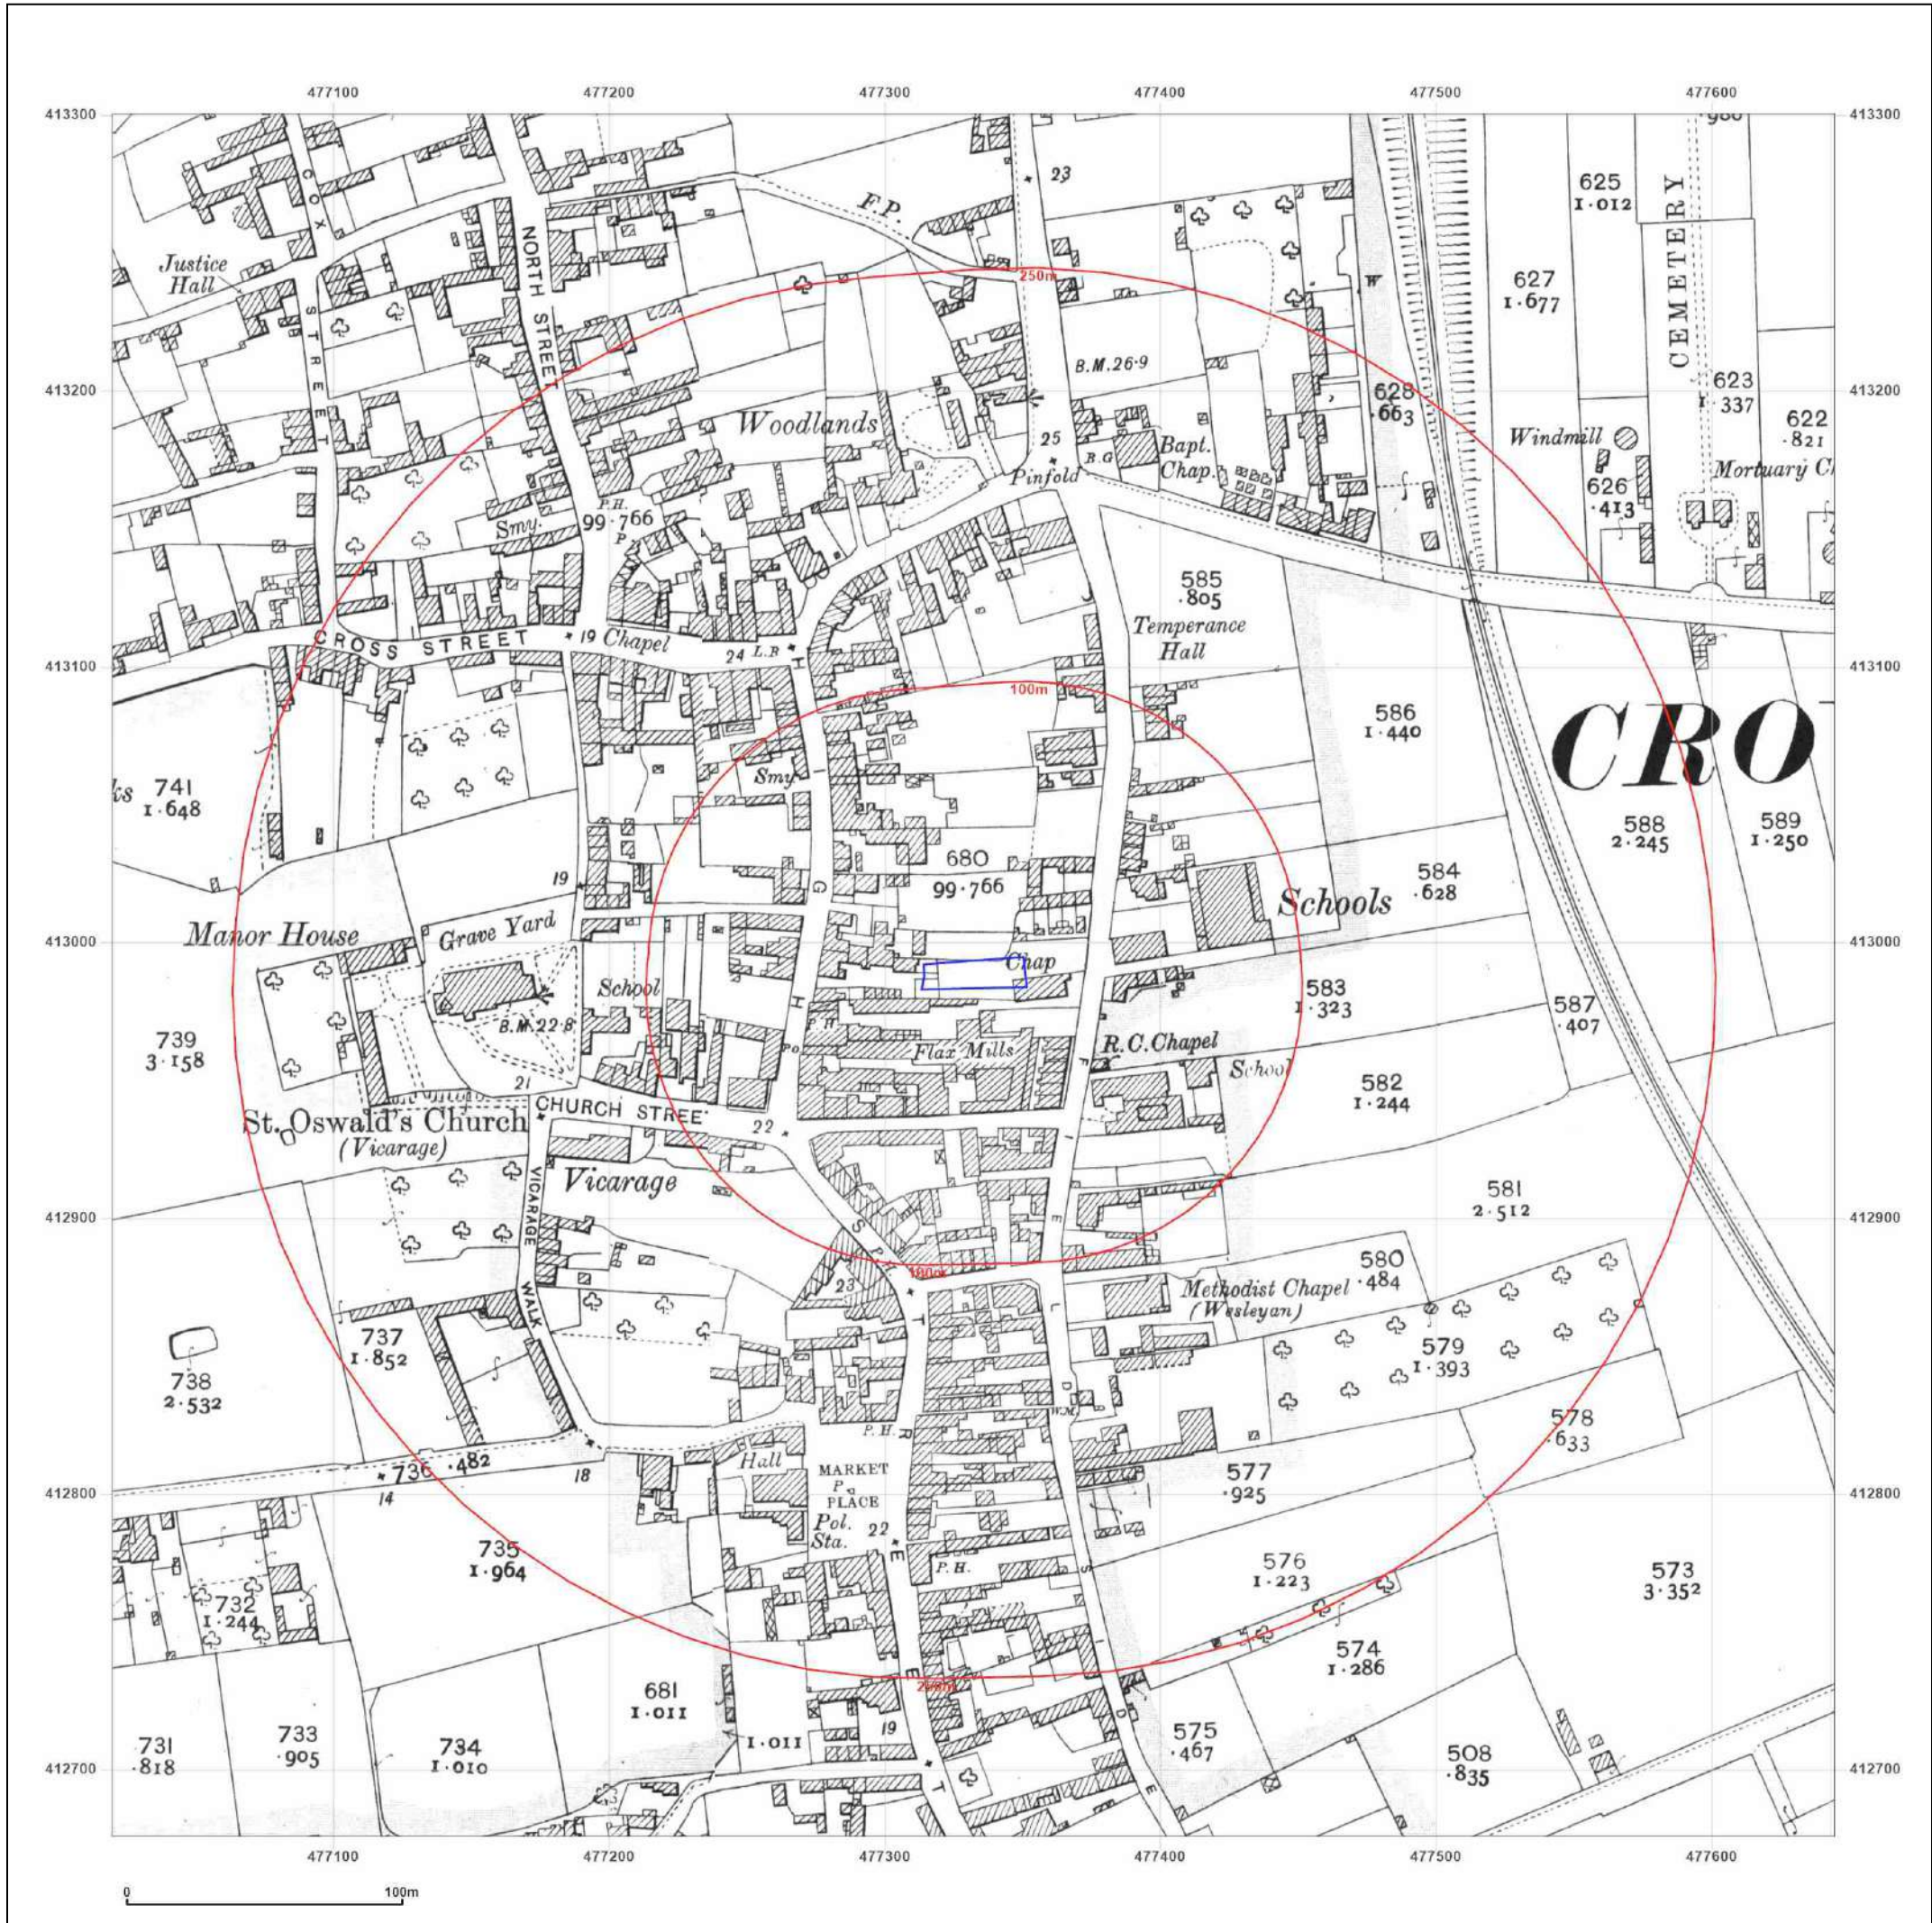 477100 477200 477300 477400 477500 477600
413300 413300
23
F.P.
625
1·012
CEMETERY
COX STREET
NORTH STREET
Justice
Hall
250m
W
627
1·677
B.M.26·9
413200 413200
628
·663
623
1·337
622
·821
Woodlands
25
Pinfold
B.G
Bapt.
Chap.
Windmill
626
·413
Mortuary C
P.H.
Smy.
99·766
P
585
·805
Temperance
Hall
CROSS STREET
19
Chapel
24
L.B
HIGH STREET
413100 413100
100m
586
1·440
CRO
ks
741
1·648
Smy
588
2·245
589
1·250
680
99·766
584
·628
Schools
19
Manor House
Grave Yard
413000 413000
Chap
School
B.M.22·8
583
1·323
587
·407
739
3·158
P.H
P.O
Flax Mills
R.C.Chapel
School
582
1·244
21
CHURCH STREE
22
St. Oswald's Church
(Vicarage)
Vicarage
VICARAGE WALK
FIELD SIDE
581
2·512
412900 412900
P.H.
100m
23
580
·484
Methodist Chapel
(Wesleyan)
579
1·393
737
1·852
738
2·532
578
·633
W.M.
P.H.
736
·482
14
18
Hall
MARKET
P
PLACE
Pol.
Sta.
22
577
·925
412800 412800
735
1·964
P.H.
576
1·223
573
3·352
732
1·244
574
1·286
681
1·011
1·011
19
575
·467
731
·818
733
·905
734
1·010
508
·835
412700 412700
477100 477200 477300 477400 477500 477600
0 100m